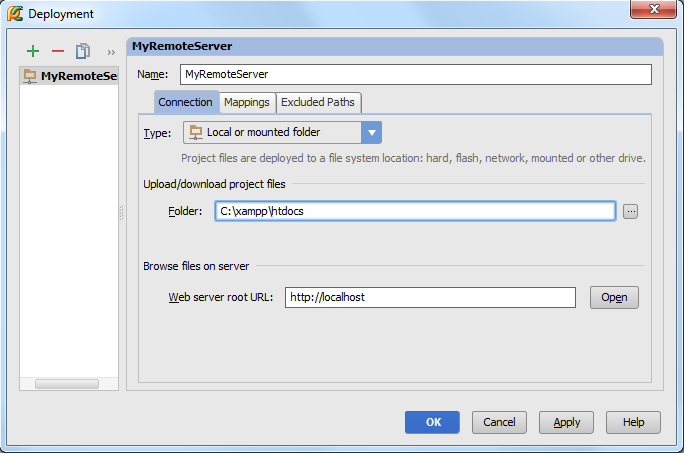 Deployment
MyRemoteSe
MyRemoteServer
Name: MyRemoteServer
Connection Mappings Excluded Paths
Type: Local or mounted folder
Project files are deployed to a file system location: hard, flash, network, mounted or other drive.
Upload/download project files
Folder: C:\xampp\htdocs ...
Browse files on server
Web server root URL: http://localhost Open
OK Cancel Apply Help